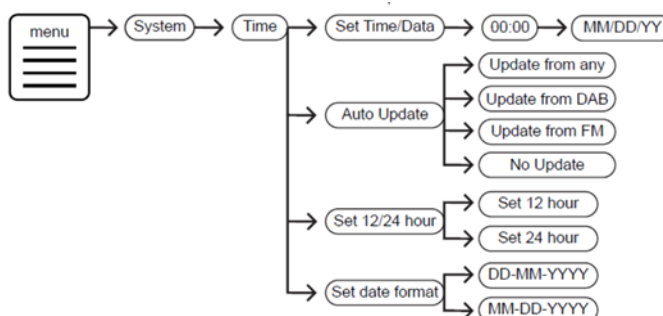 menu
System
Time
Set Time/Data
00:00
MM/DD/YY
Auto Update
Update from any
Update from DAB
Update from FM
No Update
Set 12/24 hour
Set 12 hour
Set 24 hour
Set date format
DD-MM-YYYY
MM-DD-YYYY